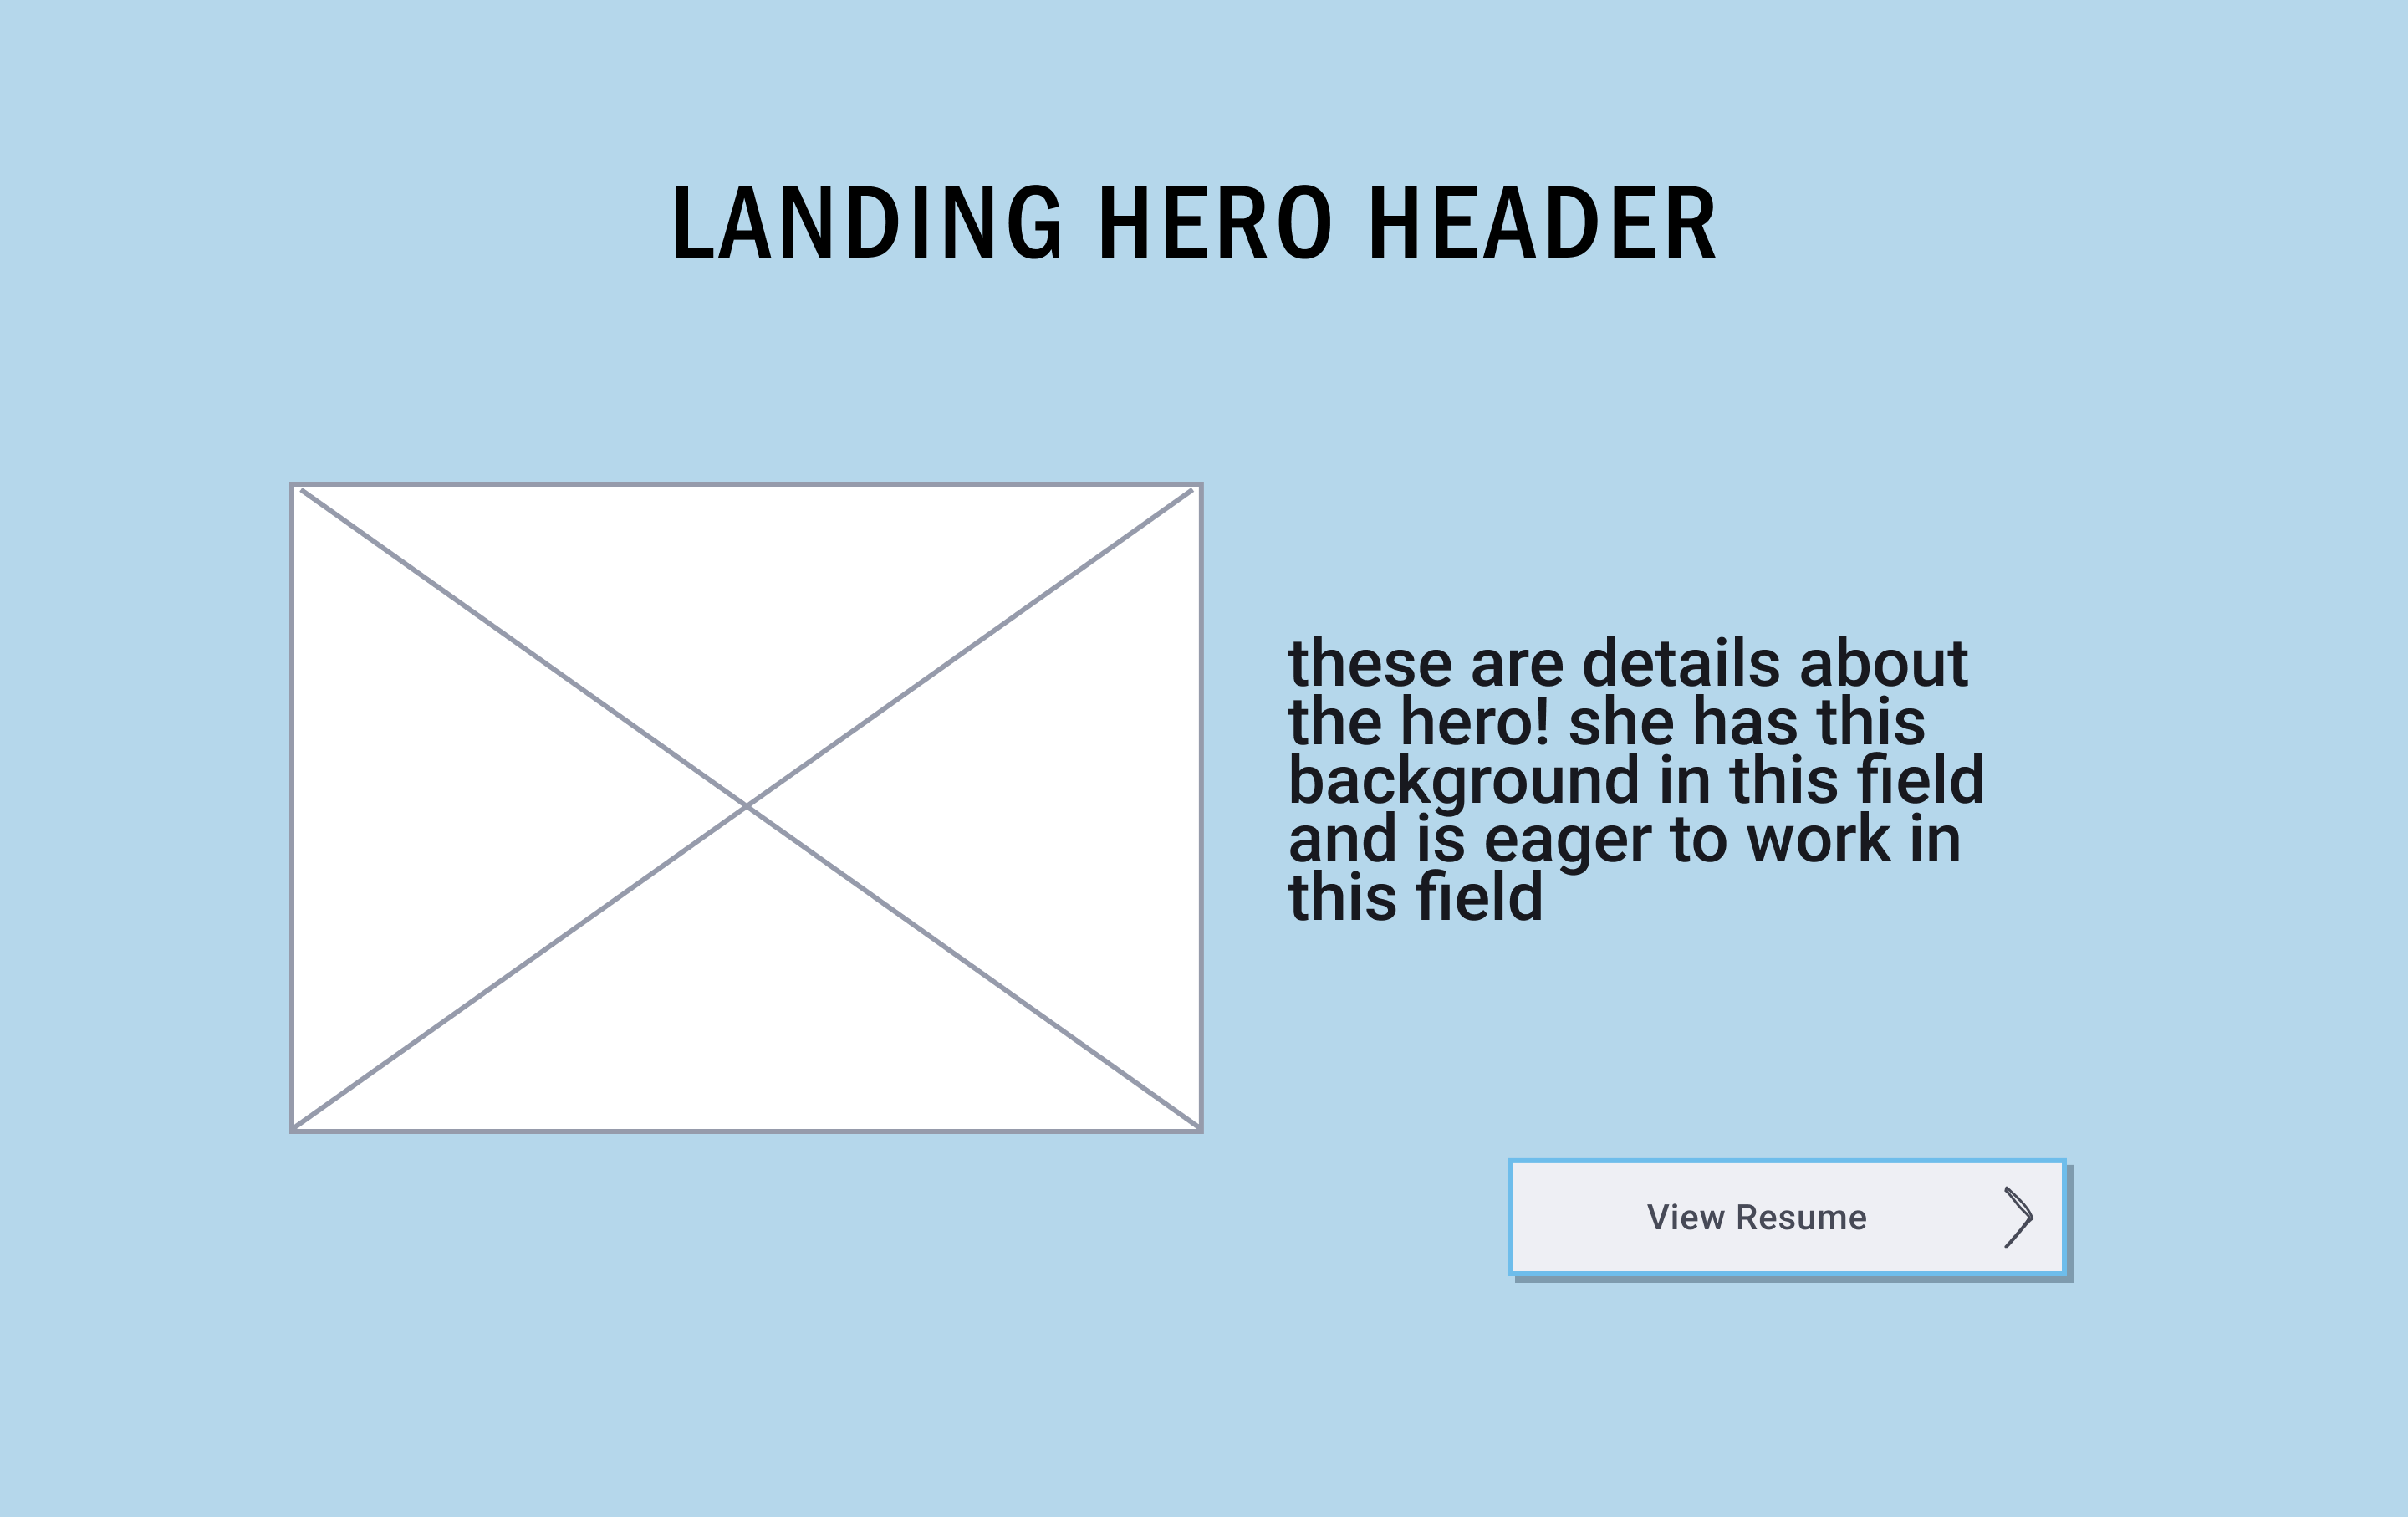 LANDING HERO HEADER
these are details about
the hero! she has this
background in this field
and is eager to work in
this field
View Resume